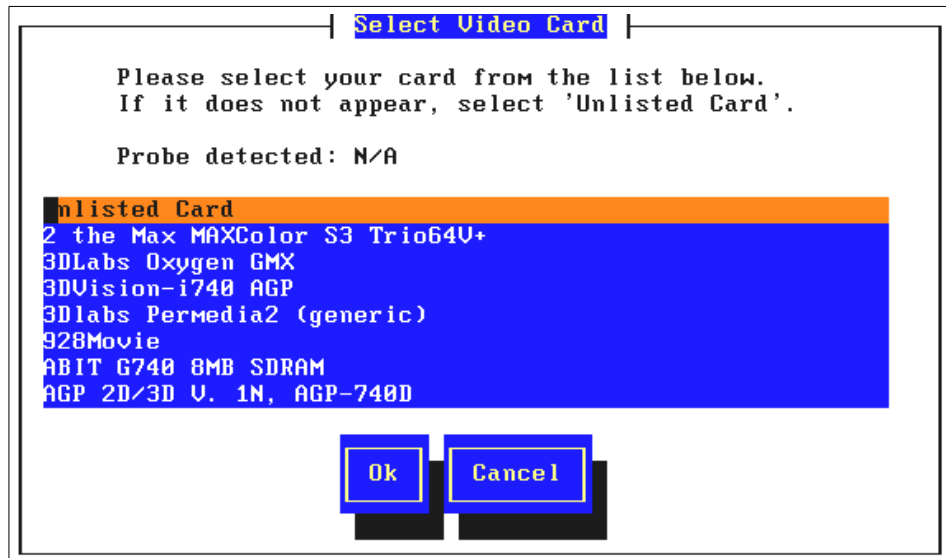 Select Video Card
Please select your card from the list below.
If it does not appear, select 'Unlisted Card'.
Probe detected: N/A
Unlisted Card
2 the Max MAXColor S3 Trio64V+
3DLabs Oxygen GMX
3DVision-i740 AGP
3Dlabs Permedia2 (generic)
928Movie
ABIT G740 8MB SDRAM
AGP 2D/3D V. 1N, AGP-740D
Ok
Cancel